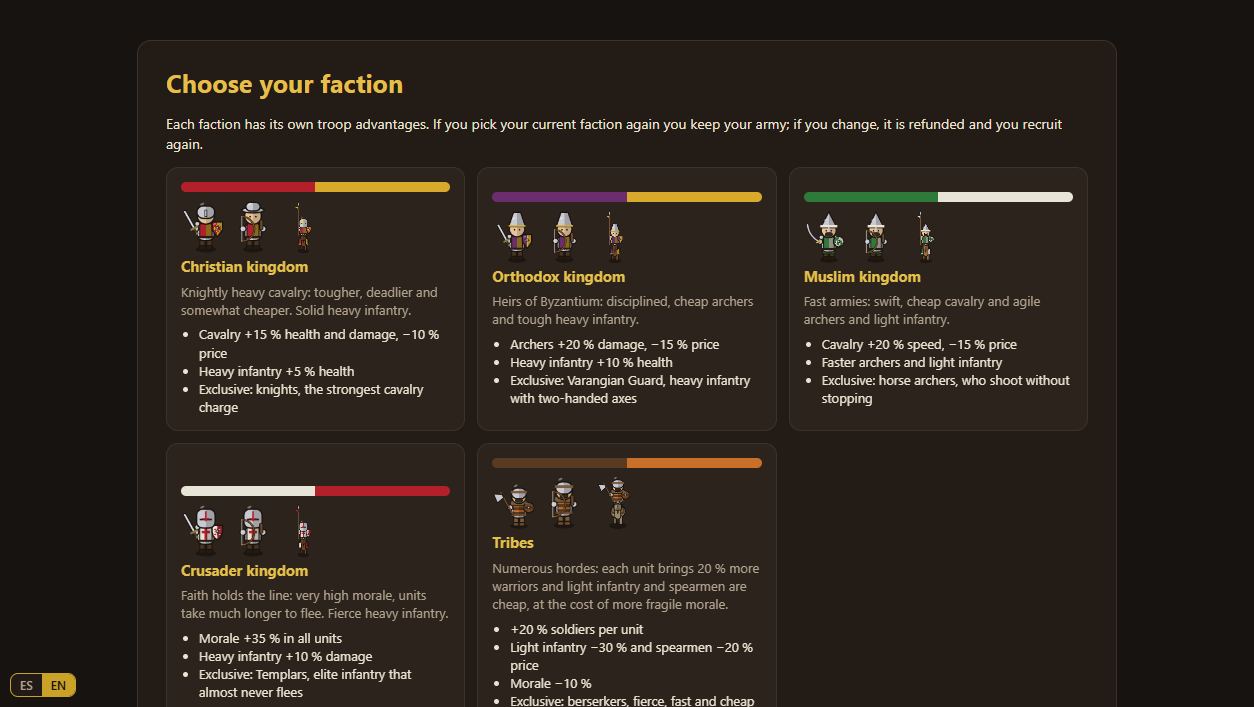 Choose your faction
Each faction has its own troop advantages. If you pick your current faction again you keep your army; if you change, it is refunded and you recruit
again.
Christian kingdom
Knightly heavy cavalry: tougher, deadlier and
somewhat cheaper. Solid heavy infantry.
• Cavalry +15 % health and damage, −10 %
price
• Heavy infantry +5 % health
• Exclusive: knights, the strongest cavalry
charge
Orthodox kingdom
Heirs of Byzantium: disciplined, cheap archers
and tough heavy infantry.
• Archers +20 % damage, −15 % price
• Heavy infantry +10 % health
• Exclusive: Varangian Guard, heavy infantry
with two-handed axes
Muslim kingdom
Fast armies: swift, cheap cavalry and agile
archers and light infantry.
• Cavalry +20 % speed, −15 % price
• Faster archers and light infantry
• Exclusive: horse archers, who shoot without
stopping
Crusader kingdom
Faith holds the line: very high morale, units
take much longer to flee. Fierce heavy infantry.
• Morale +35 % in all units
• Heavy infantry +10 % damage
• Exclusive: Templars, elite infantry that
almost never flees
Tribes
Numerous hordes: each unit brings 20 % more
warriors and light infantry and spearmen are
cheap, at the cost of more fragile morale.
• +20 % soldiers per unit
• Light infantry −30 % and spearmen −20 %
price
• Morale −10 %
• Exclusive: berserkers, fierce, fast and cheap
ES EN